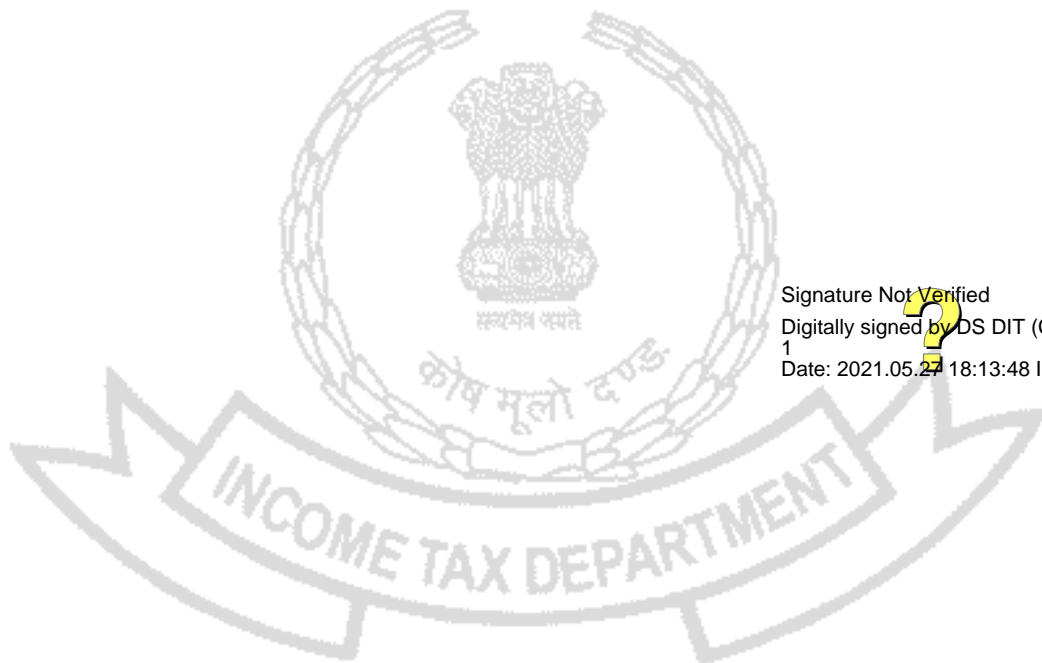 सत्यमेव जयते
Signature Not Verified
Digitally signed by DS DIT (
1
Date: 2021.05.27 18:13:48 I
कोष मूलो दण्ड
INCOME TAX DEPARTMENT